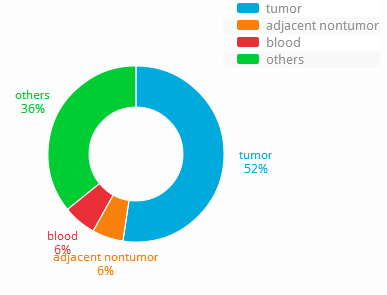 tumor
adjacent nontumor
blood
others
others
36%
tumor
52%
blood
6%
adjacent nontumor
6%